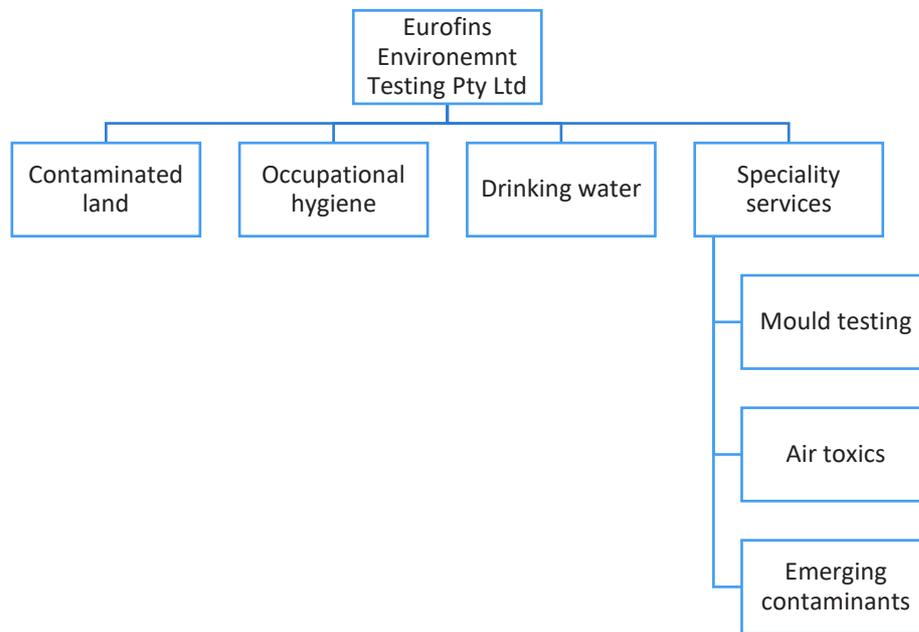 Eurofins
Environemnt
Testing Pty Ltd
Contaminated
land
Occupational
hygiene
Drinking water
Speciality
services
Mould testing
Air toxics
Emerging
contaminants